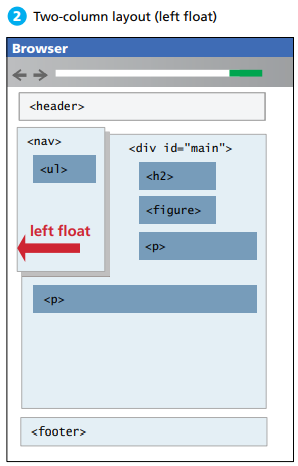 2 Two-column layout (left float)
Browser
<header>
<nav>
<div id="main">
<ul>
<h2>
<figure>
left float
<p>
<p>
<footer>